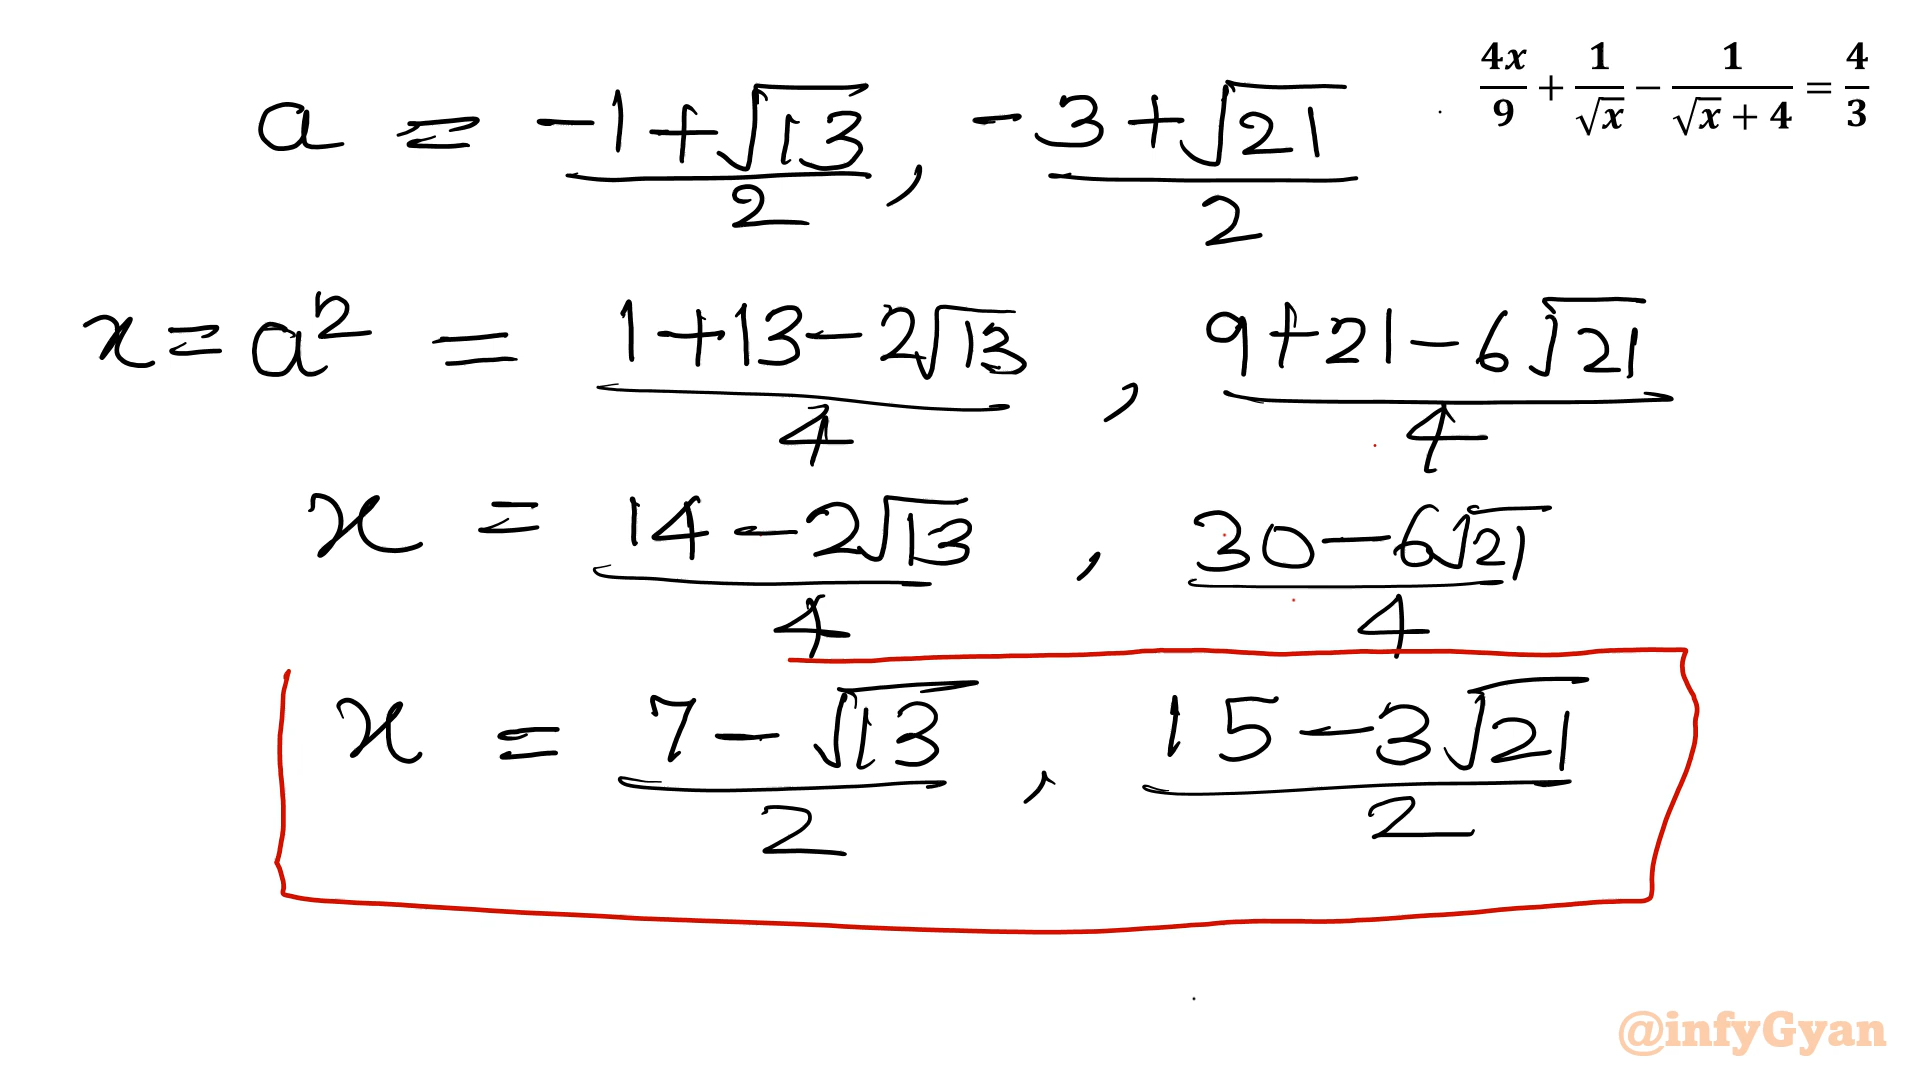 4x/9 + 1/√x − 1/(√x + 4) = 4/3
a = (-1+√13)/2 , (-3+√21)/2
x = a² = (1+13-2√13)/4 , (9+21-6√21)/4
x = (14-2√13)/4 , (30-6√21)/4
x = (7-√13)/2 , (15-3√21)/2
@infyGyan